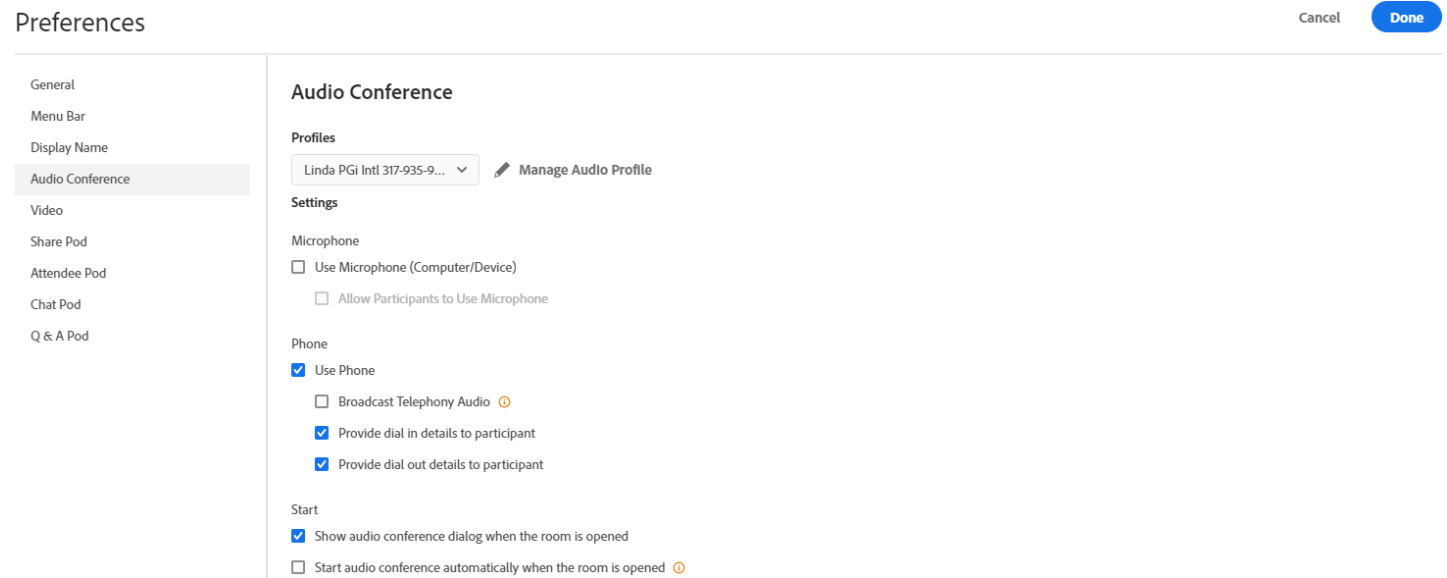 Preferences
Cancel
Done
General
Menu Bar
Display Name
Audio Conference
Video
Share Pod
Attendee Pod
Chat Pod
Q & A Pod
Audio Conference
Profiles
Linda PGi Intl 317-935-9...
Manage Audio Profile
Settings
Microphone
Use Microphone (Computer/Device)
Allow Participants to Use Microphone
Phone
Use Phone
Broadcast Telephony Audio
Provide dial in details to participant
Provide dial out details to participant
Start
Show audio conference dialog when the room is opened
Start audio conference automatically when the room is opened